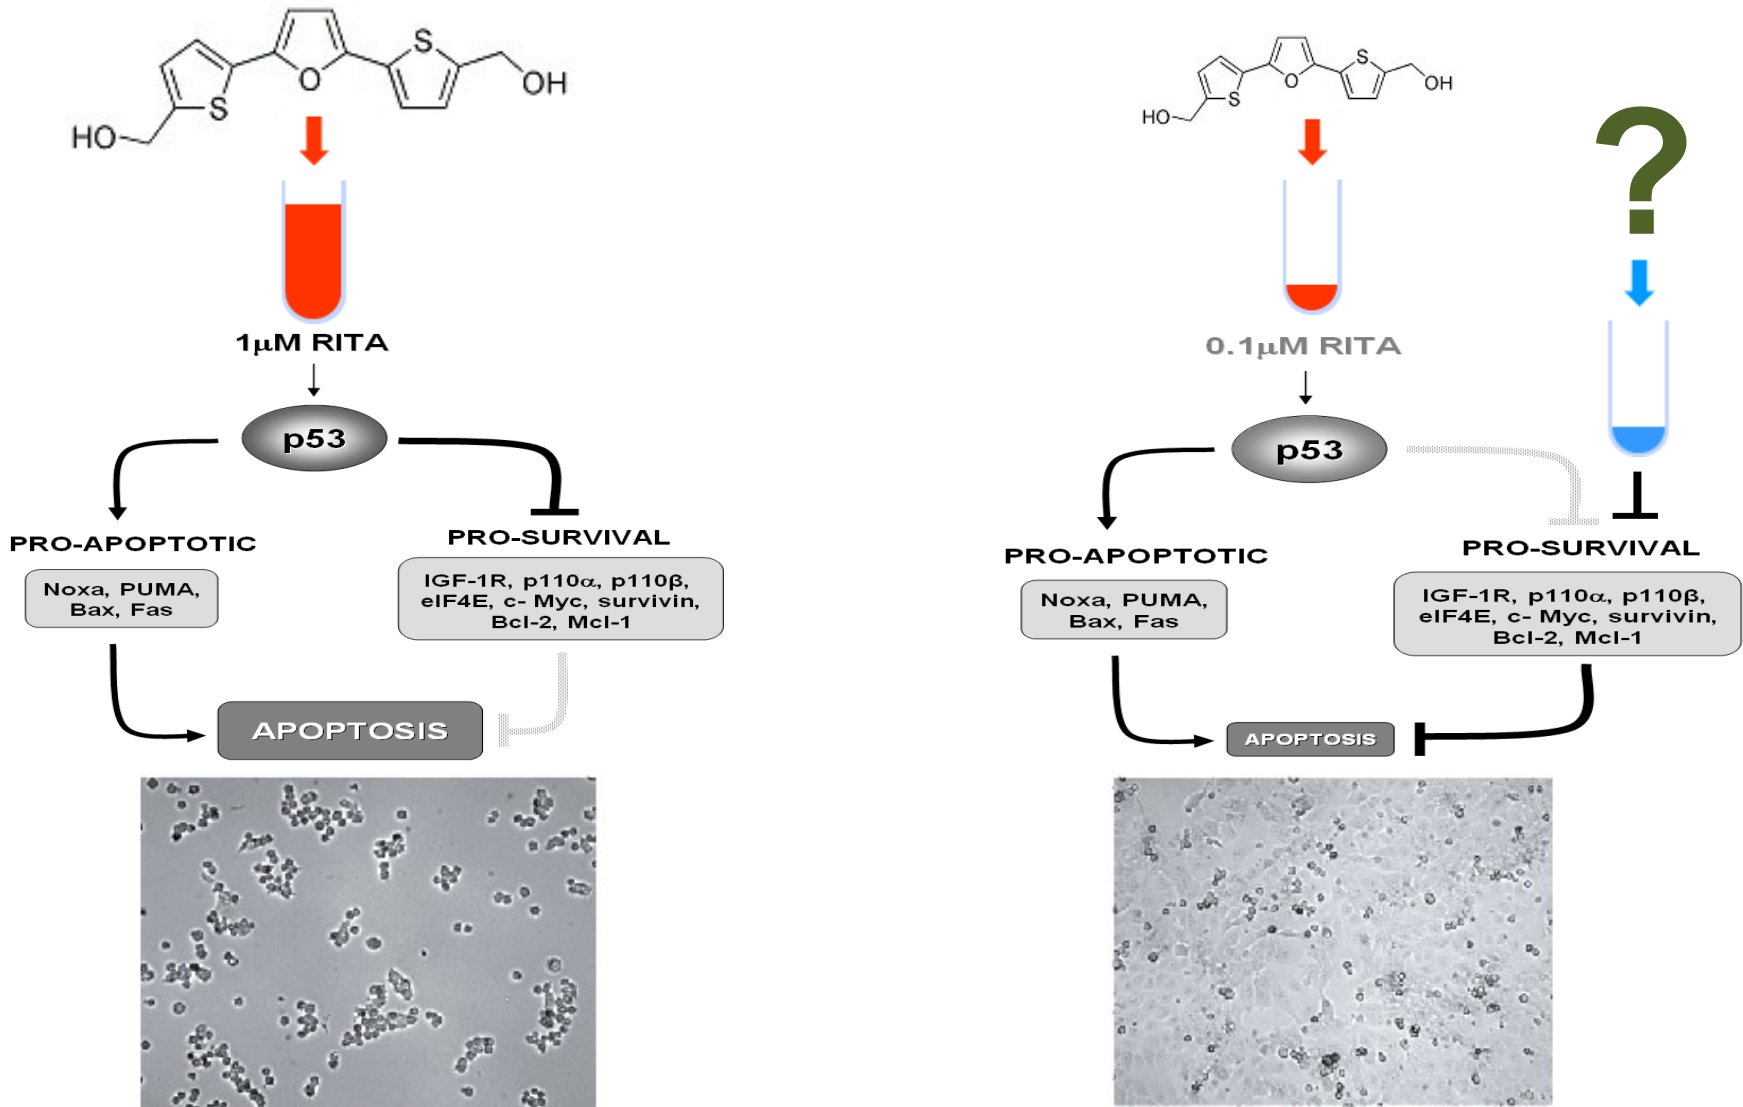 S
O
S
OH
HO
1μM RITA
p53
PRO-APOPTOTIC
Noxa, PUMA,
Bax, Fas
PRO-SURVIVAL
IGF-1R, p110α, p110β,
eIF4E, c- Myc, survivin,
Bcl-2, Mcl-1
APOPTOSIS
S
O
S
OH
HO
?
0.1μM RITA
p53
PRO-APOPTOTIC
Noxa, PUMA,
Bax, Fas
PRO-SURVIVAL
IGF-1R, p110α, p110β,
eIF4E, c- Myc, survivin,
Bcl-2, Mcl-1
APOPTOSIS